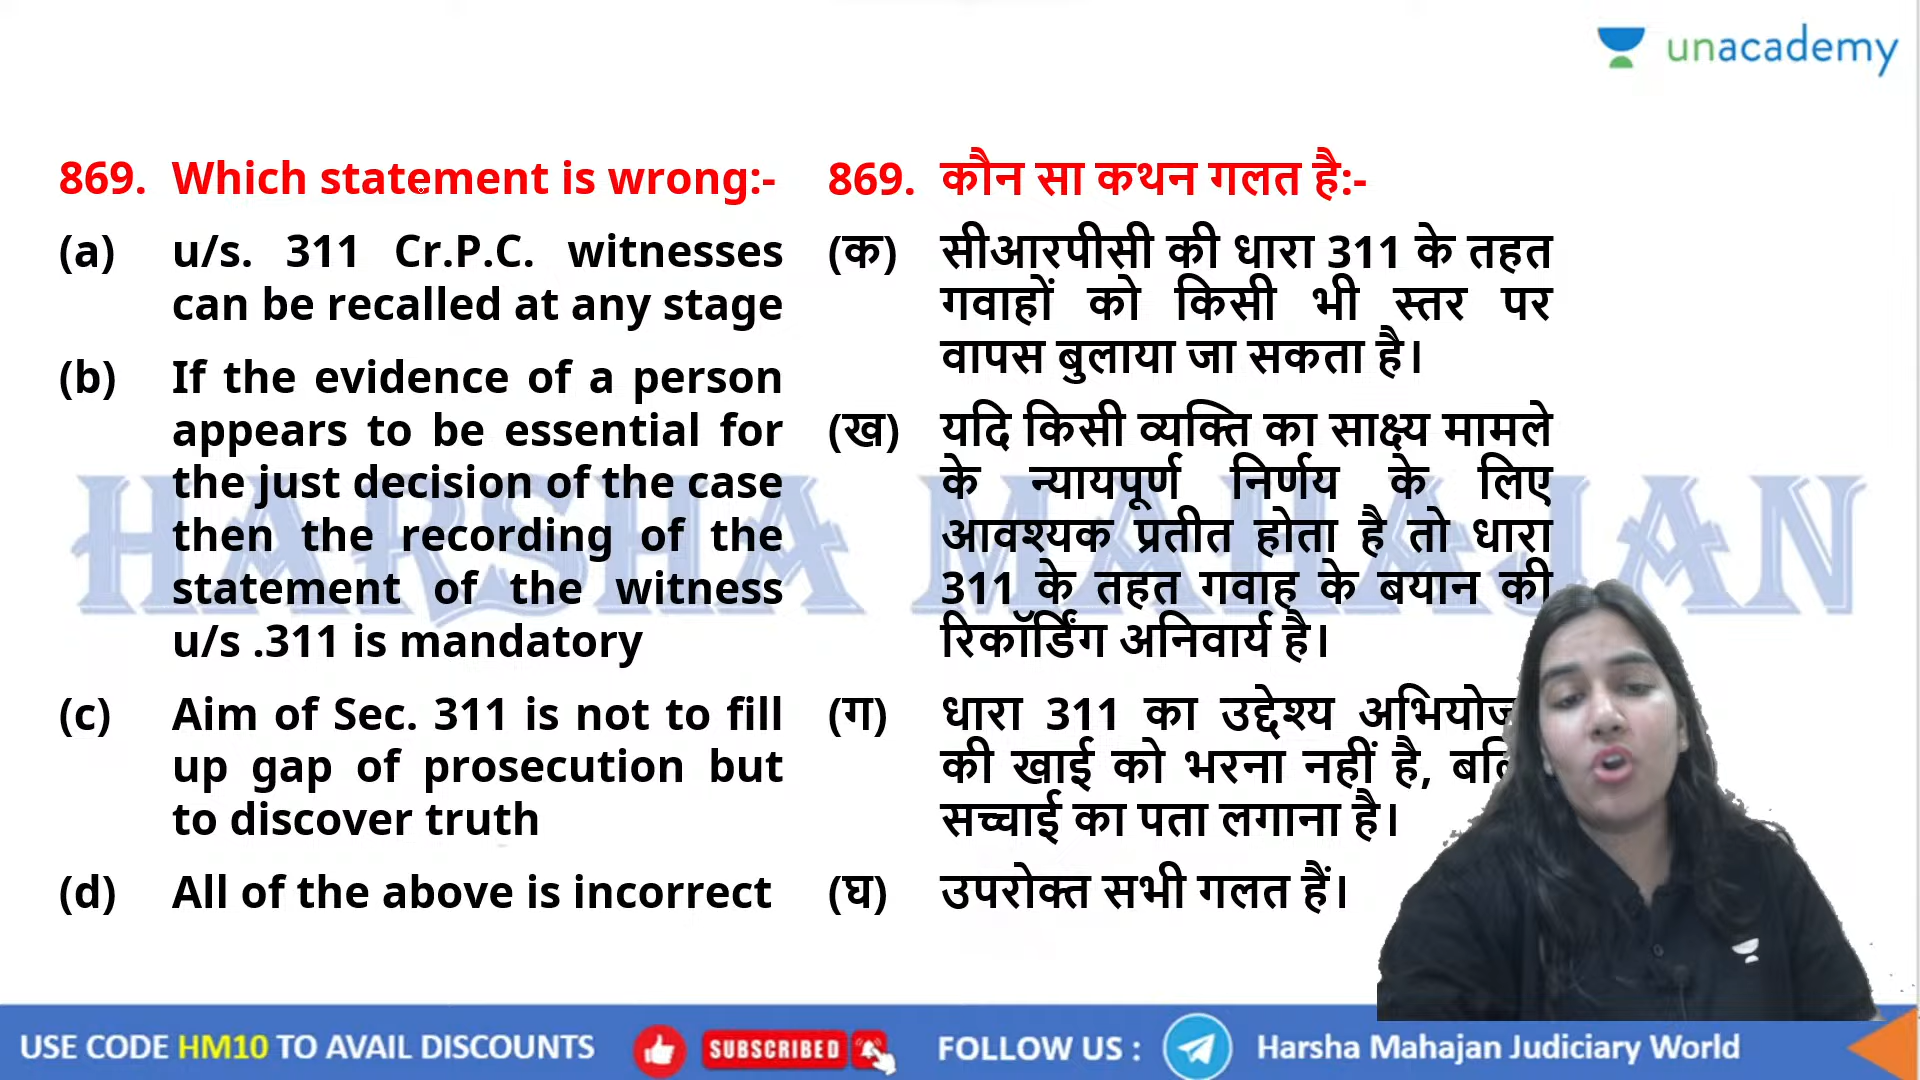 unacademy
869. Which statement is wrong:-
(a) u/s. 311 Cr.P.C. witnesses
can be recalled at any stage
(b) If the evidence of a person
appears to be essential for
the just decision of the case
then the recording of the
statement of the witness
u/s .311 is mandatory
(c) Aim of Sec. 311 is not to fill
up gap of prosecution but
to discover truth
(d) All of the above is incorrect
869. कौन सा कथन गलत है:-
(क) सीआरपीसी की धारा 311 के तहत
गवाहों को किसी भी स्तर पर
वापस बुलाया जा सकता है।
(ख) यदि किसी व्यक्ति का साक्ष्य मामले
के न्यायपूर्ण निर्णय के लिए
आवश्यक प्रतीत होता है तो धारा
311 के तहत गवाह के बयान की
रिकॉर्डिंग अनिवार्य है।
(ग) धारा 311 का उद्देश्य
की खाई को भरना नहीं है,
सच्चाई का पता लगाना है।
(घ) उपरोक्त सभी गलत हैं।
HARSHA MAHAJAN
USE CODE HM10 TO AVAIL DISCOUNTS
SUBSCRIBED
FOLLOW US :
Harsha Mahajan Judiciary World